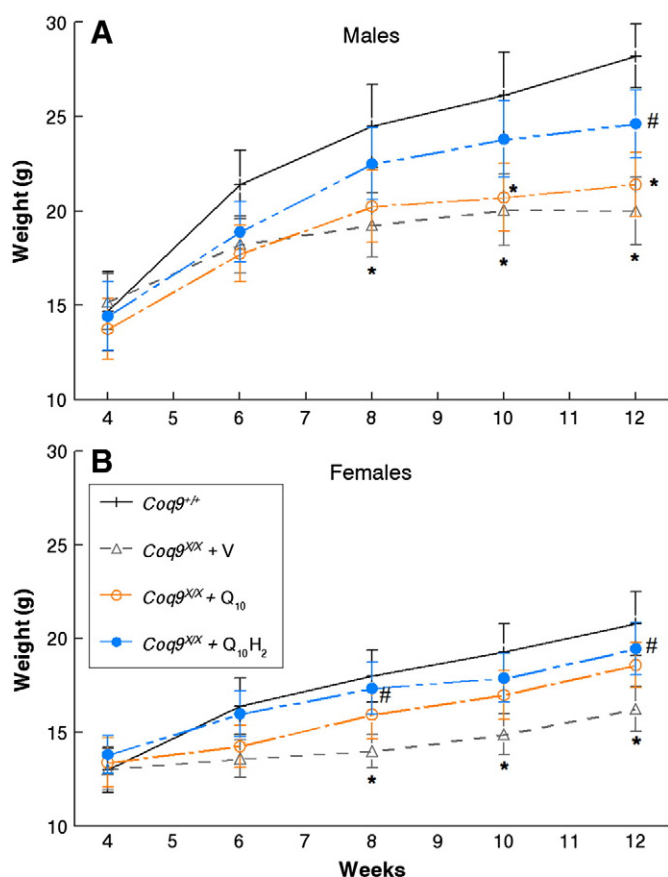 A
Males
30
25
20
15
10
Weight (g)
#
*
*
*
*
*
4 5 6 7 8 9 10 11 12
B
Females
30
25
20
15
10
Weight (g)
Coq9⁺/⁺
Coq9ˣ/ˣ + V
Coq9ˣ/ˣ + Q₁₀
Coq9ˣ/ˣ + Q₁₀H₂
#
#
*
*
*
4 5 6 7 8 9 10 11 12
Weeks